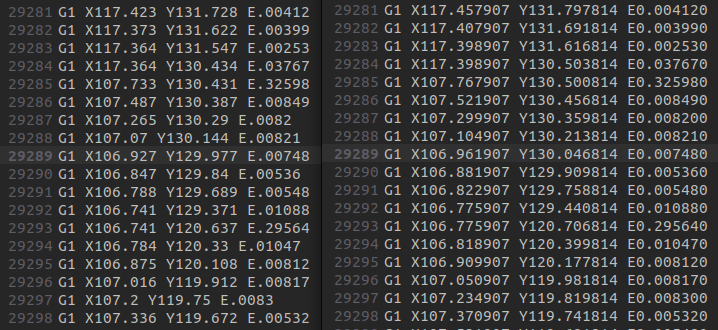 29281 G1 X117.423 Y131.728 E.00412
29282 G1 X117.373 Y131.622 E.00399
29283 G1 X117.364 Y131.547 E.00253
29284 G1 X117.364 Y130.434 E.03767
29285 G1 X107.733 Y130.431 E.32598
29286 G1 X107.487 Y130.387 E.00849
29287 G1 X107.265 Y130.29 E.0082
29288 G1 X107.07 Y130.144 E.00821
29289 G1 X106.927 Y129.977 E.00748
29290 G1 X106.847 Y129.84 E.00536
29291 G1 X106.788 Y129.689 E.00548
29292 G1 X106.741 Y129.371 E.01088
29293 G1 X106.741 Y120.637 E.29564
29294 G1 X106.784 Y120.33 E.01047
29295 G1 X106.875 Y120.108 E.00812
29296 G1 X107.016 Y119.912 E.00817
29297 G1 X107.2 Y119.75 E.0083
29298 G1 X107.336 Y119.672 E.00532
29281 G1 X117.457907 Y131.797814 E0.004120
29282 G1 X117.407907 Y131.691814 E0.003990
29283 G1 X117.398907 Y131.616814 E0.002530
29284 G1 X117.398907 Y130.503814 E0.037670
29285 G1 X107.767907 Y130.500814 E0.325980
29286 G1 X107.521907 Y130.456814 E0.008490
29287 G1 X107.299907 Y130.359814 E0.008200
29288 G1 X107.104907 Y130.213814 E0.008210
29289 G1 X106.961907 Y130.046814 E0.007480
29290 G1 X106.881907 Y129.909814 E0.005360
29291 G1 X106.822907 Y129.758814 E0.005480
29292 G1 X106.775907 Y129.440814 E0.010880
29293 G1 X106.775907 Y120.706814 E0.295640
29294 G1 X106.818907 Y120.399814 E0.010470
29295 G1 X106.909907 Y120.177814 E0.008120
29296 G1 X107.050907 Y119.981814 E0.008170
29297 G1 X107.234907 Y119.819814 E0.008300
29298 G1 X107.370907 Y119.741814 E0.005320